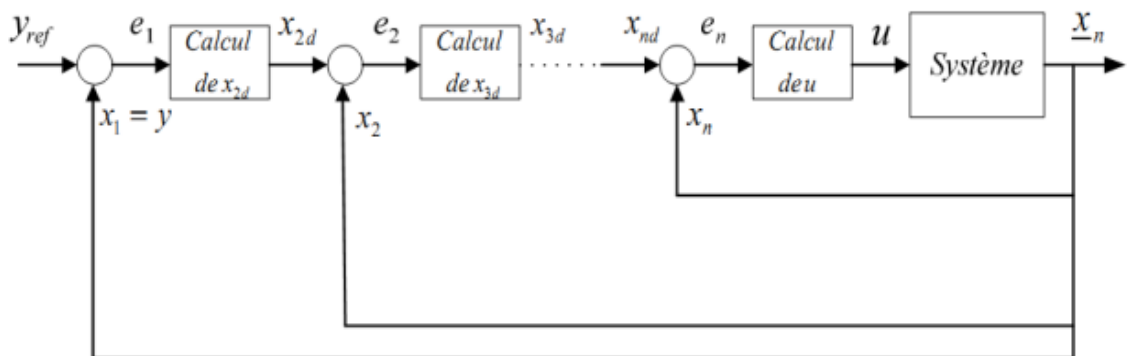 y_ref
e_1
Calcul
de x_2d
x_2d
e_2
Calcul
de x_3d
x_3d
x_nd
e_n
Calcul
de u
u
Système
x_n
x_1 = y
x_2
x_n